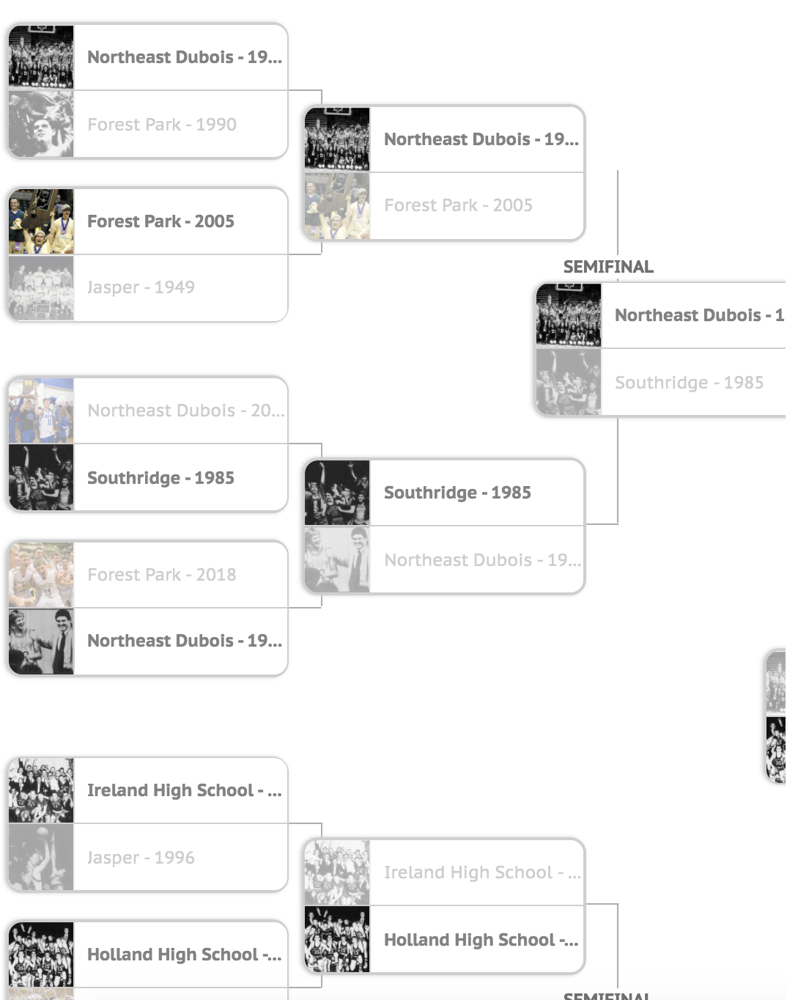 Northeast Dubois - 19...
Forest Park - 1990
Forest Park - 2005
Jasper - 1949
Northeast Dubois - 19...
Forest Park - 2005
SEMIFINAL
Northeast Dubois - 1
Southridge - 1985
Northeast Dubois - 20...
Southridge - 1985
Forest Park - 2018
Northeast Dubois - 19...
Southridge - 1985
Northeast Dubois - 19...
Ireland High School - ...
Jasper - 1996
Holland High School -...
Ireland High School - ...
Holland High School -...
SEMIFINAL